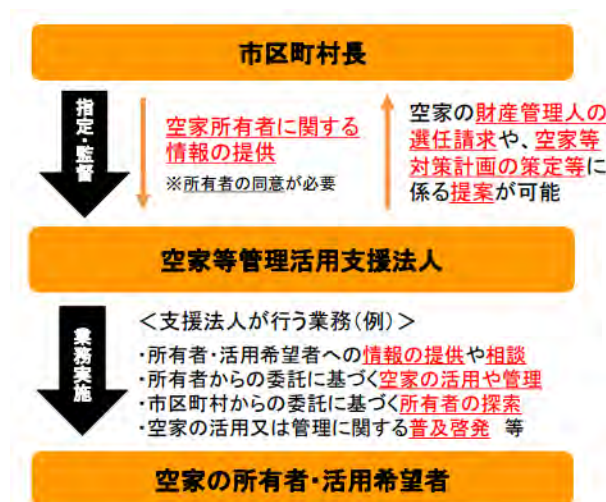 市区町村長
指定・監督
空家所有者に関する
情報の提供
※所有者の同意が必要
空家の財産管理人の
選任請求や、空家等
対策計画の策定等に
係る提案が可能
空家等管理活用支援法人
業務実施
＜支援法人が行う業務（例）＞
・所有者・活用希望者への情報の提供や相談
・所有者からの委託に基づく空家の活用や管理
・市区町村からの委託に基づく所有者の探索
・空家の活用又は管理に関する普及啓発　等
空家の所有者・活用希望者